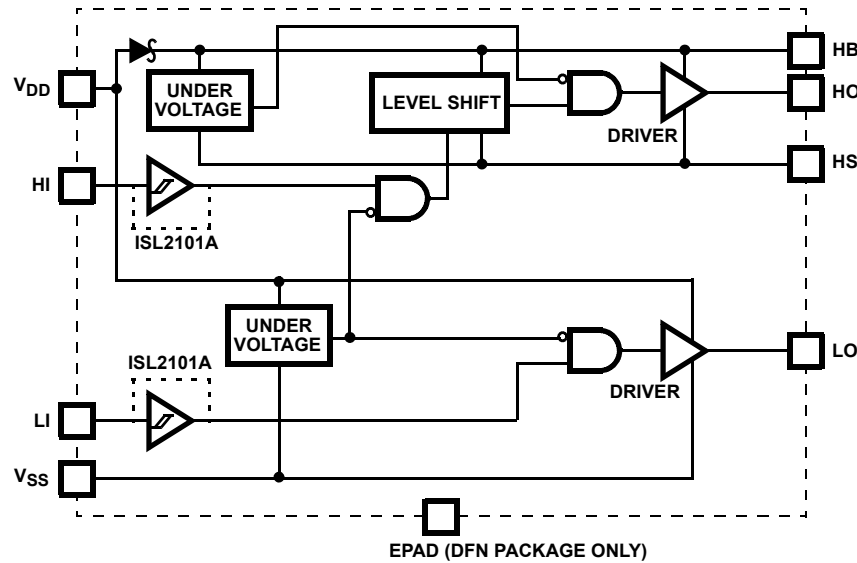 HB
VDD
UNDER
VOLTAGE
LEVEL SHIFT
HO
DRIVER
HS
HI
ISL2101A
UNDER
VOLTAGE
ISL2101A
LO
DRIVER
LI
VSS
EPAD (DFN PACKAGE ONLY)